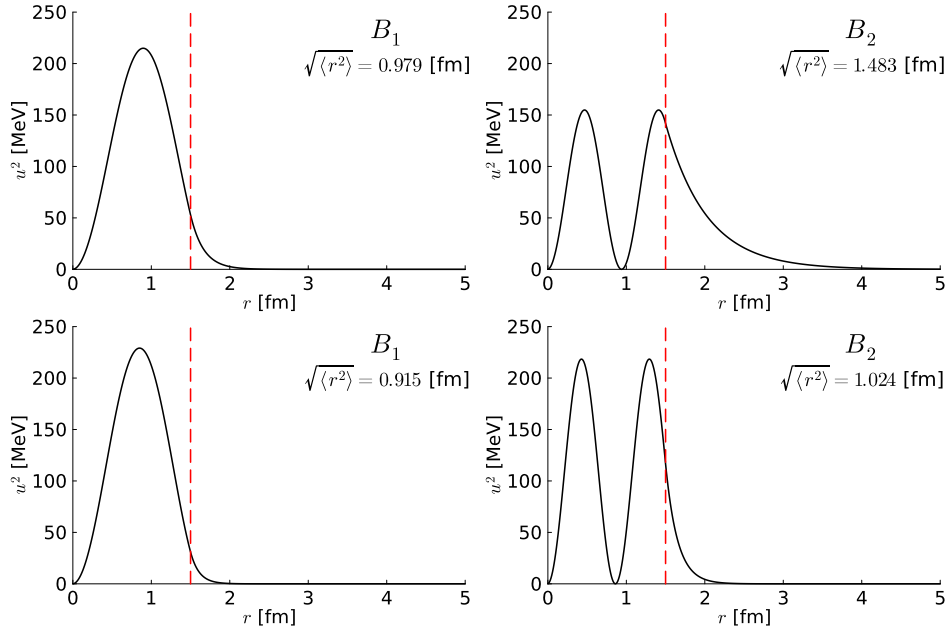 B₁
√⟨r²⟩ = 0.979 [fm]
u² [MeV]
250
200
150
100
50
0
0 1 2 3 4 5
r [fm]
B₂
√⟨r²⟩ = 1.483 [fm]
u² [MeV]
250
200
150
100
50
0
0 1 2 3 4 5
r [fm]
B₁
√⟨r²⟩ = 0.915 [fm]
u² [MeV]
250
200
150
100
50
0
0 1 2 3 4 5
r [fm]
B₂
√⟨r²⟩ = 1.024 [fm]
u² [MeV]
250
200
150
100
50
0
0 1 2 3 4 5
r [fm]